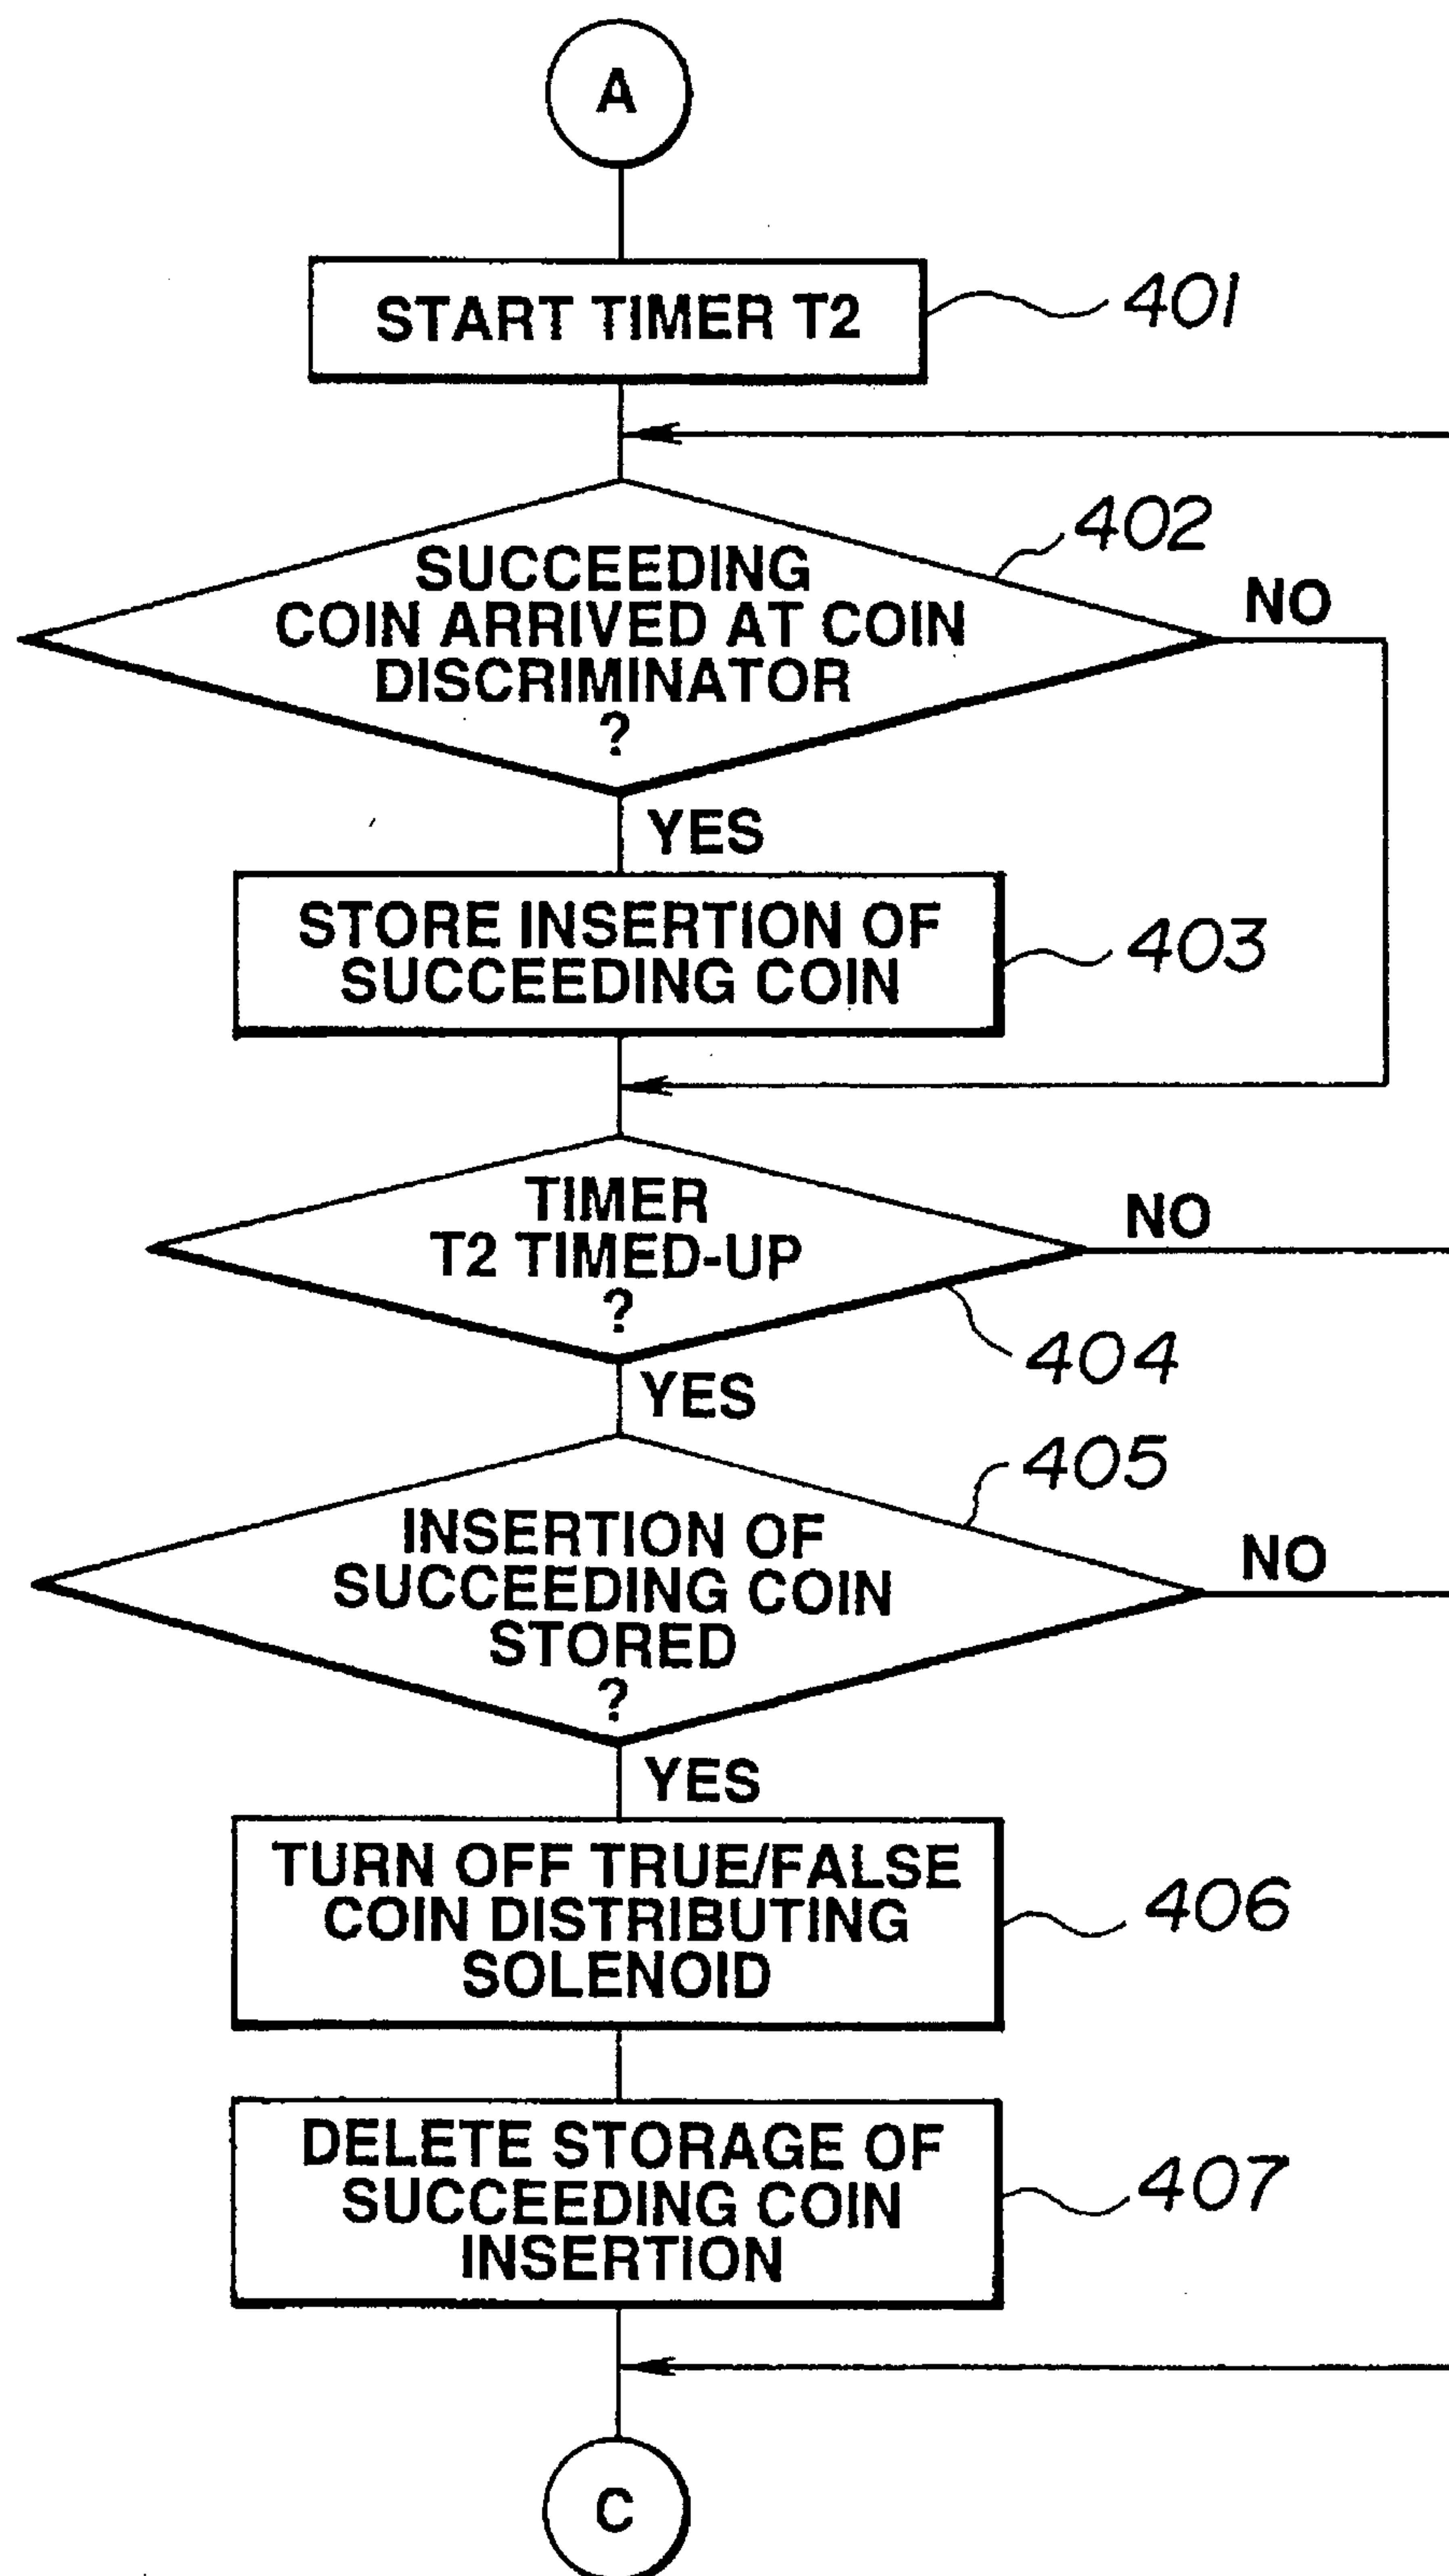 A
START TIMER T2
401
SUCCEEDING
COIN ARRIVED AT COIN
DISCRIMINATOR
?
402
NO
YES
STORE INSERTION OF
SUCCEEDING COIN
403
TIMER
T2 TIMED-UP
?
NO
404
YES
405
INSERTION OF
SUCCEEDING COIN
STORED
?
NO
YES
TURN OFF TRUE/FALSE
COIN DISTRIBUTING
SOLENOID
406
DELETE STORAGE OF
SUCCEEDING COIN
INSERTION
407
C